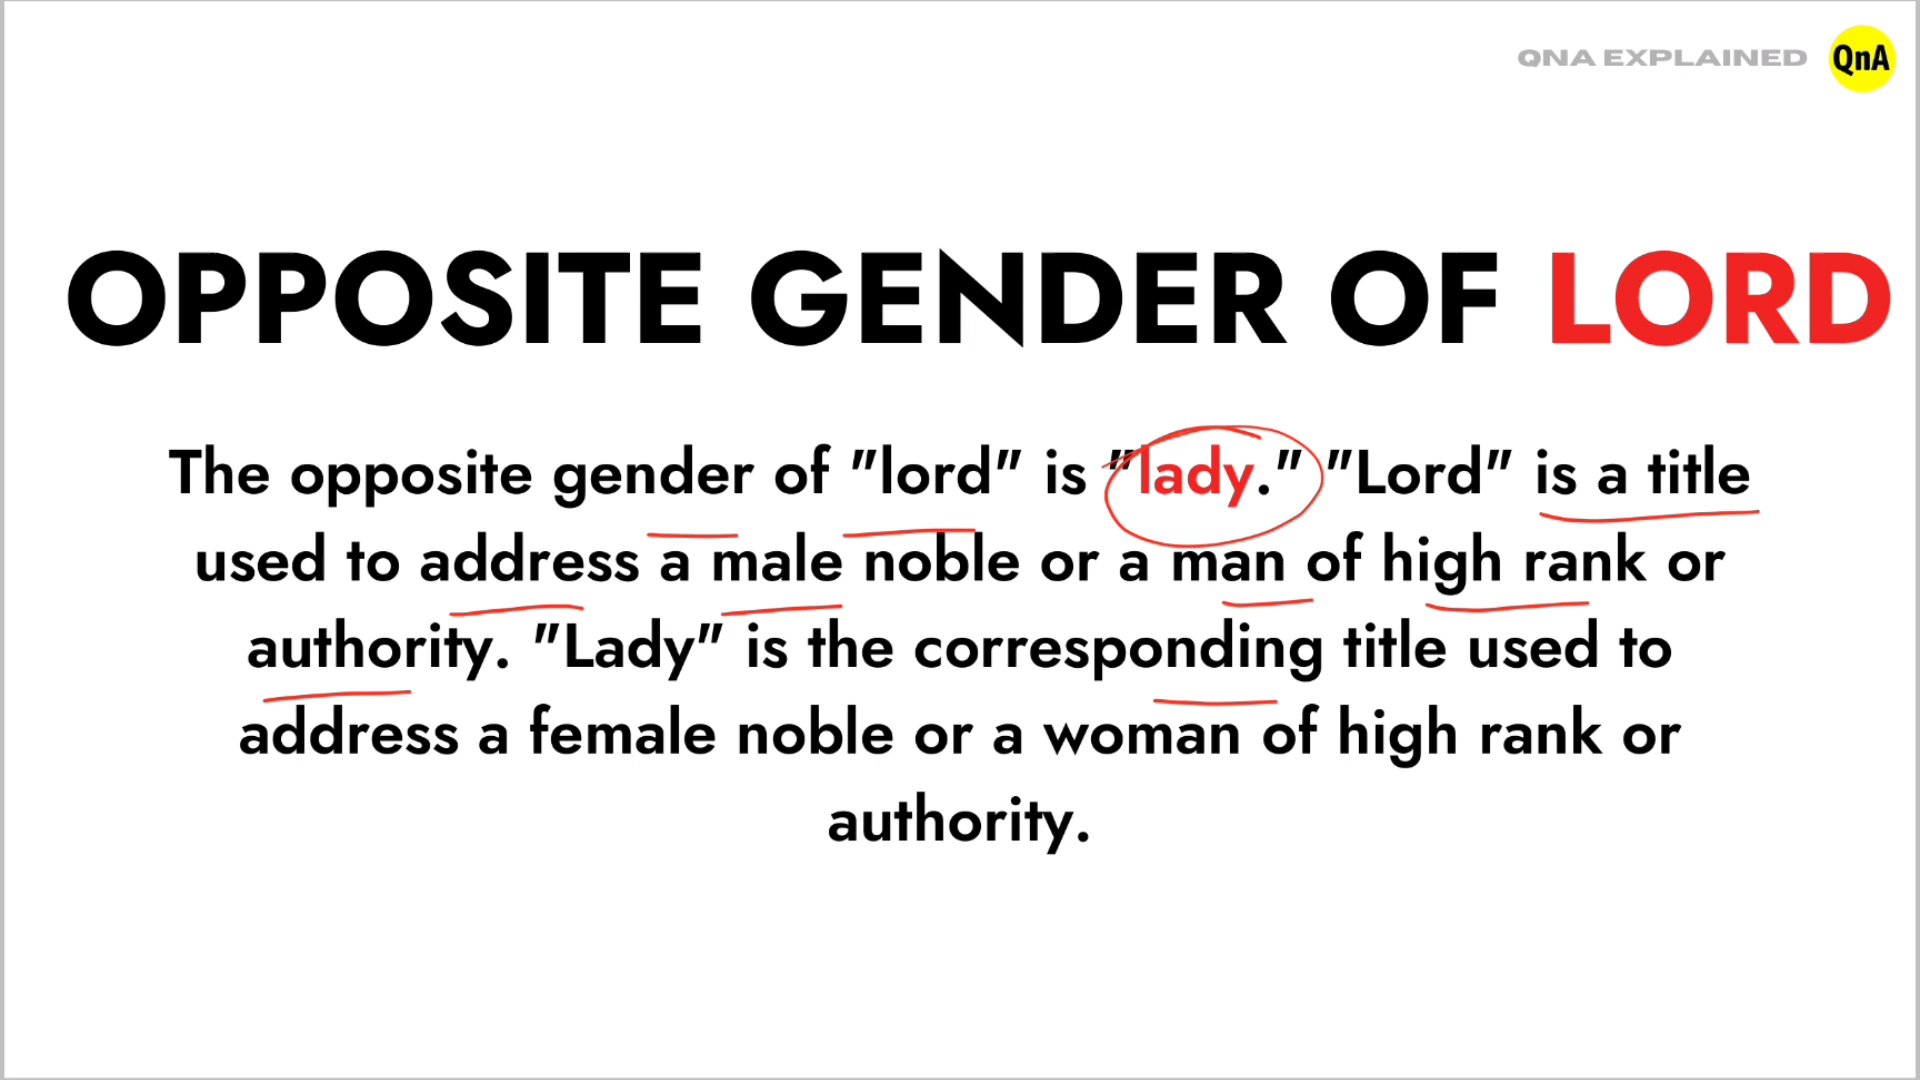 QNA EXPLAINED QnA
OPPOSITE GENDER OF LORD
The opposite gender of "lord" is "lady." "Lord" is a title
used to address a male noble or a man of high rank or
authority. "Lady" is the corresponding title used to
address a female noble or a woman of high rank or
authority.